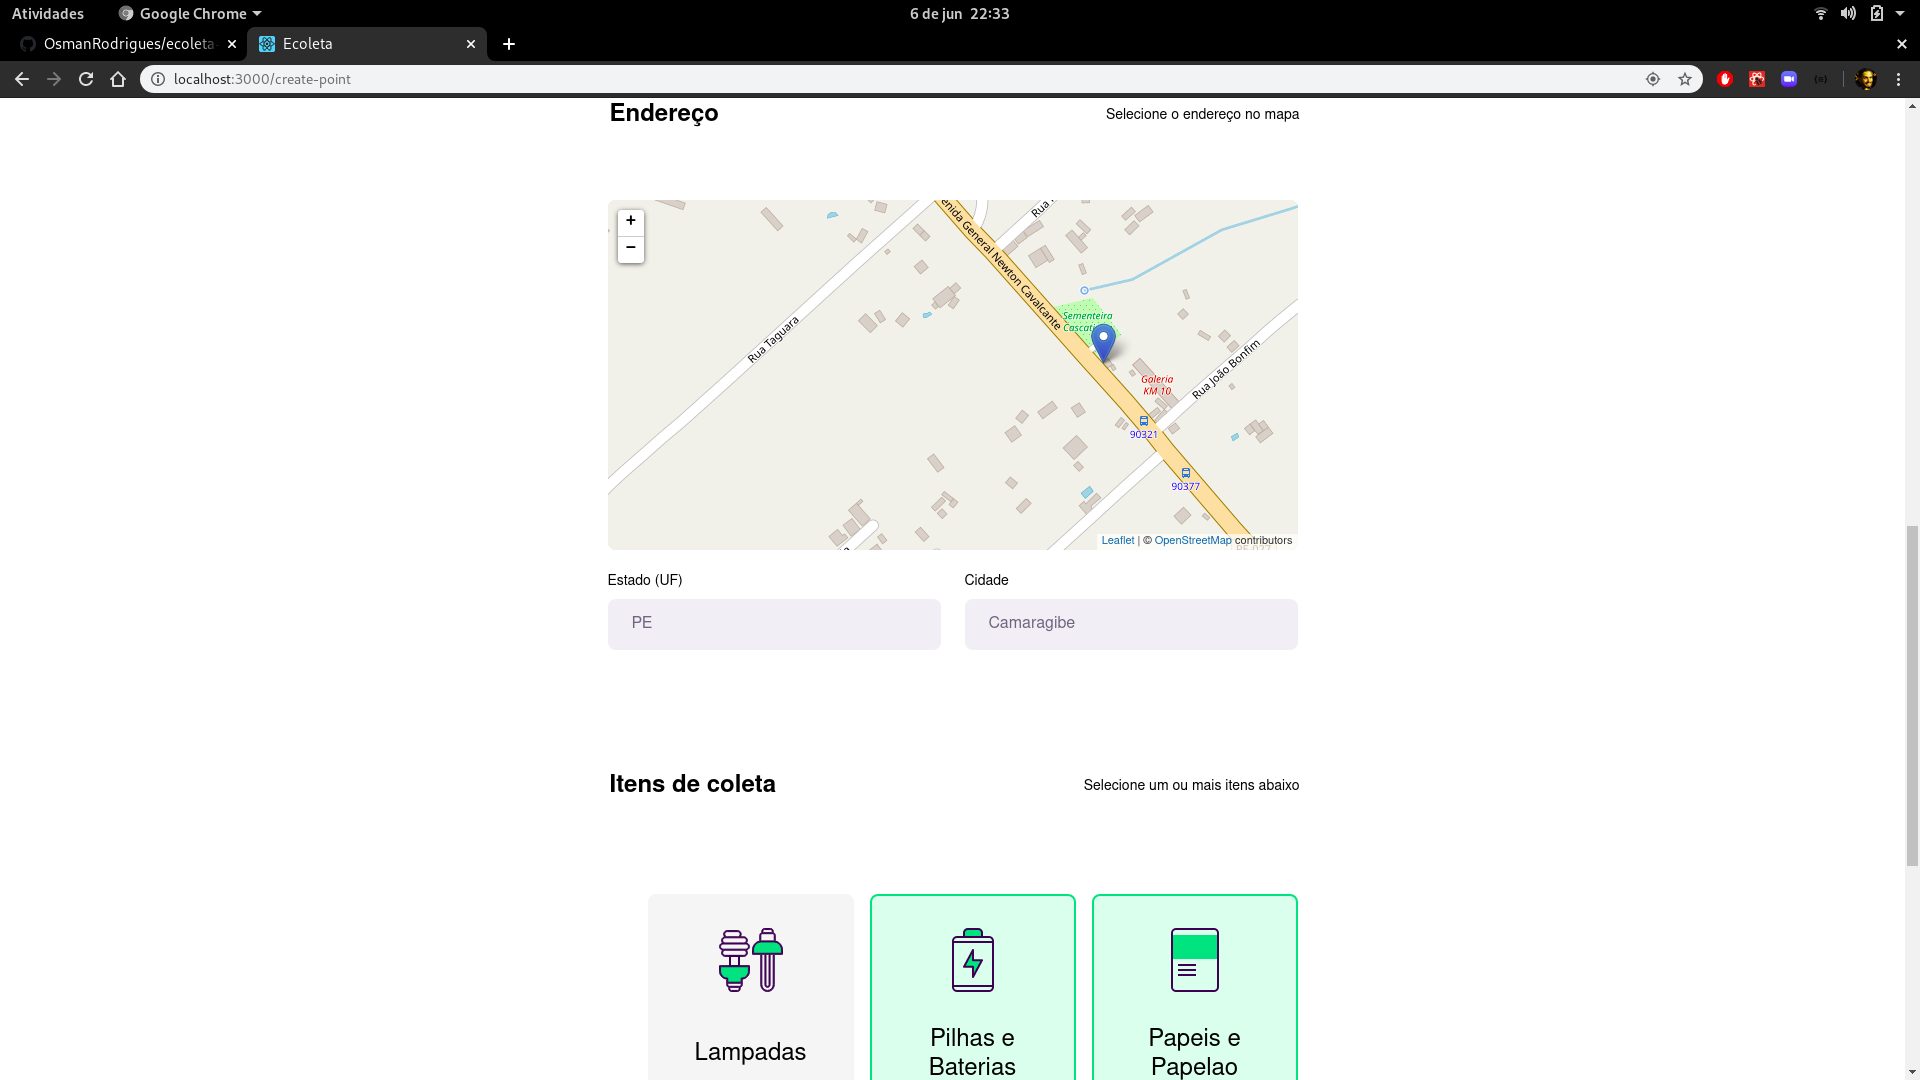 Atividades
Google Chrome
6 de jun 22:33
OsmanRodrigues/ecoleta
Ecoleta
localhost:3000/create-point
Endereço
Selecione o endereço no mapa
+
−
enida General Newton Cavalcante
Rua
Rua Taguara
Sementeira
Galeria
KM 10
Rua João Bonfim
90321
90377
Leaflet | © OpenStreetMap contributors
Estado (UF)
Cidade
PE
Camaragibe
Itens de coleta
Selecione um ou mais itens abaixo
Lampadas
Pilhas e
Baterias
Papeis e
Papelao